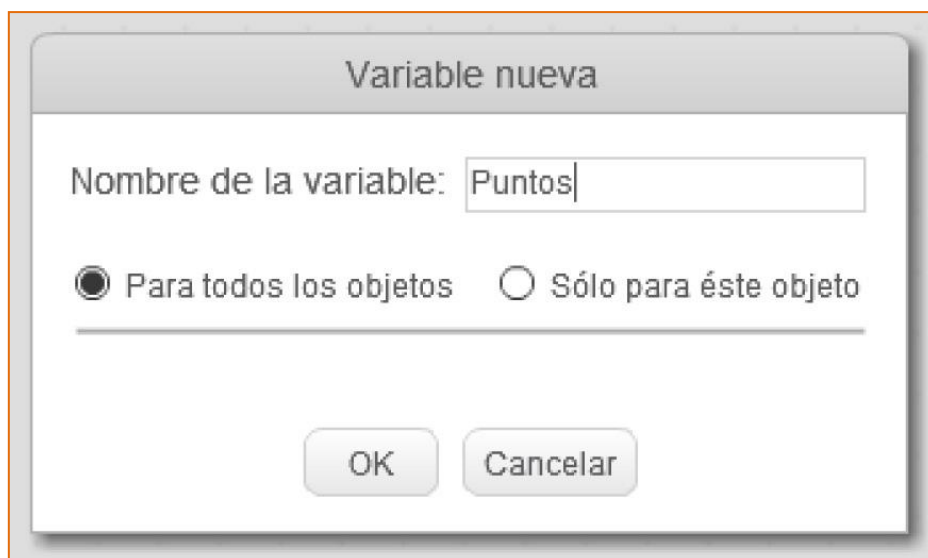 Variable nueva
Nombre de la variable: Puntos
Para todos los objetos Sólo para éste objeto
OK Cancelar